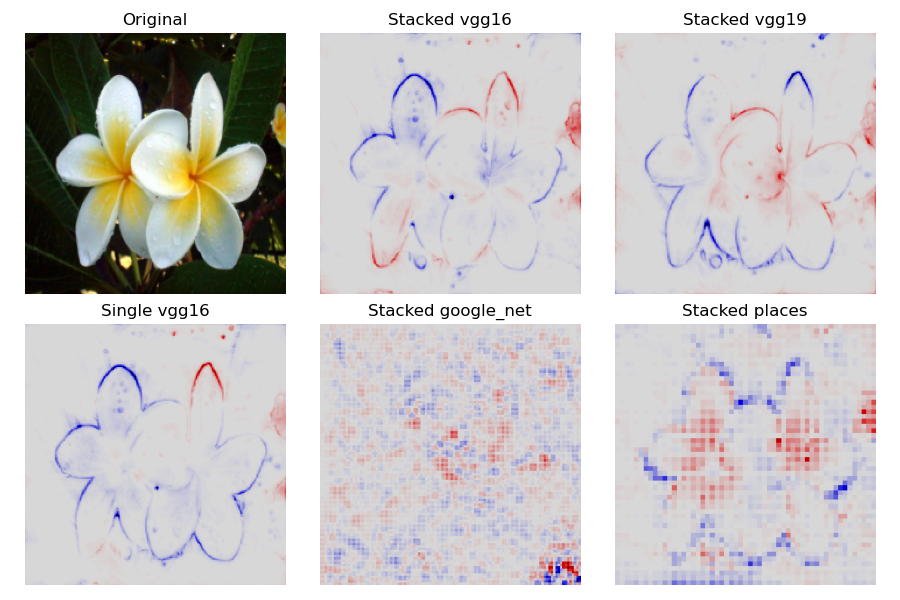 Original
Stacked vgg16
Stacked vgg19
Single vgg16
Stacked google_net
Stacked places